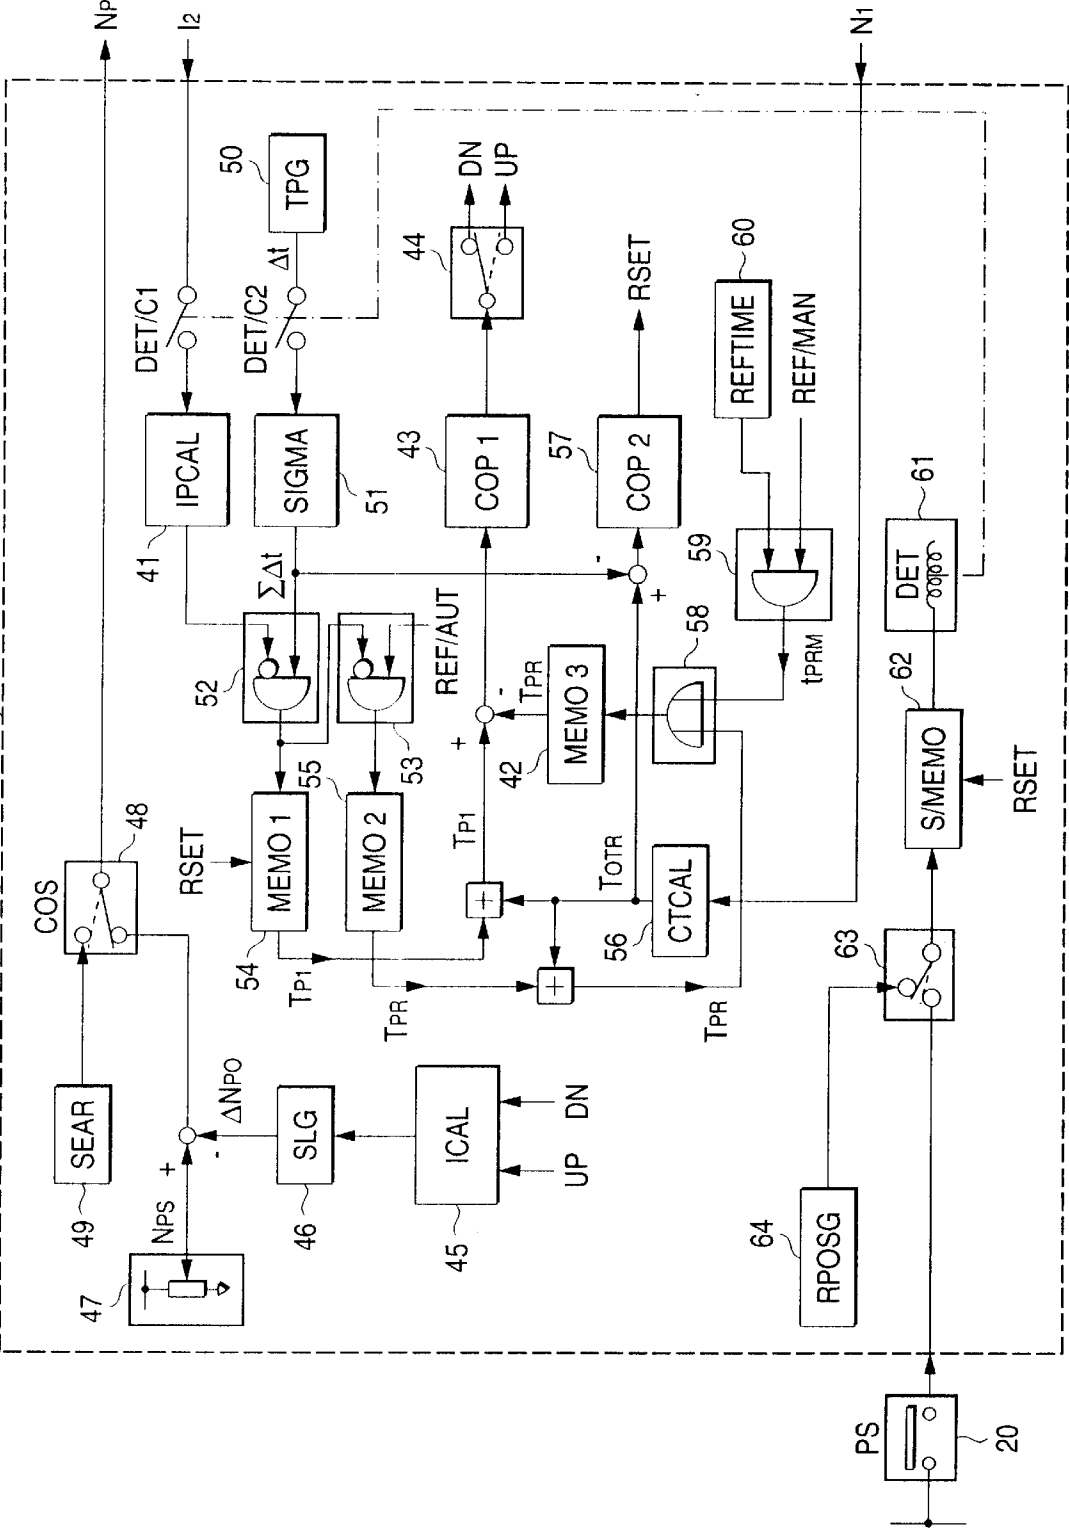 NP
I2
N1
50
TPG
Δt
DET/C1
DET/C2
DN
UP
44
RSET
60
REFTIME
REF/MAN
IPCAL
41
SIGMA
51
43
COP 1
57
COP 2
61
DET
59
ΣΔt
52
53
REF/AUT
-
+
-
+
TPR
MEMO 3
42
58
tPRM
62
S/MEMO
RSET
COS
48
RSET
MEMO 1
54
55
MEMO 2
TP1
TP1
TPR
+
+
TOTR
CTCAL
56
TPR
63
SEAR
49
ΔNPO
+
-
NPS
47
SLG
46
ICAL
45
DN
UP
64
RPOSG
PS
20